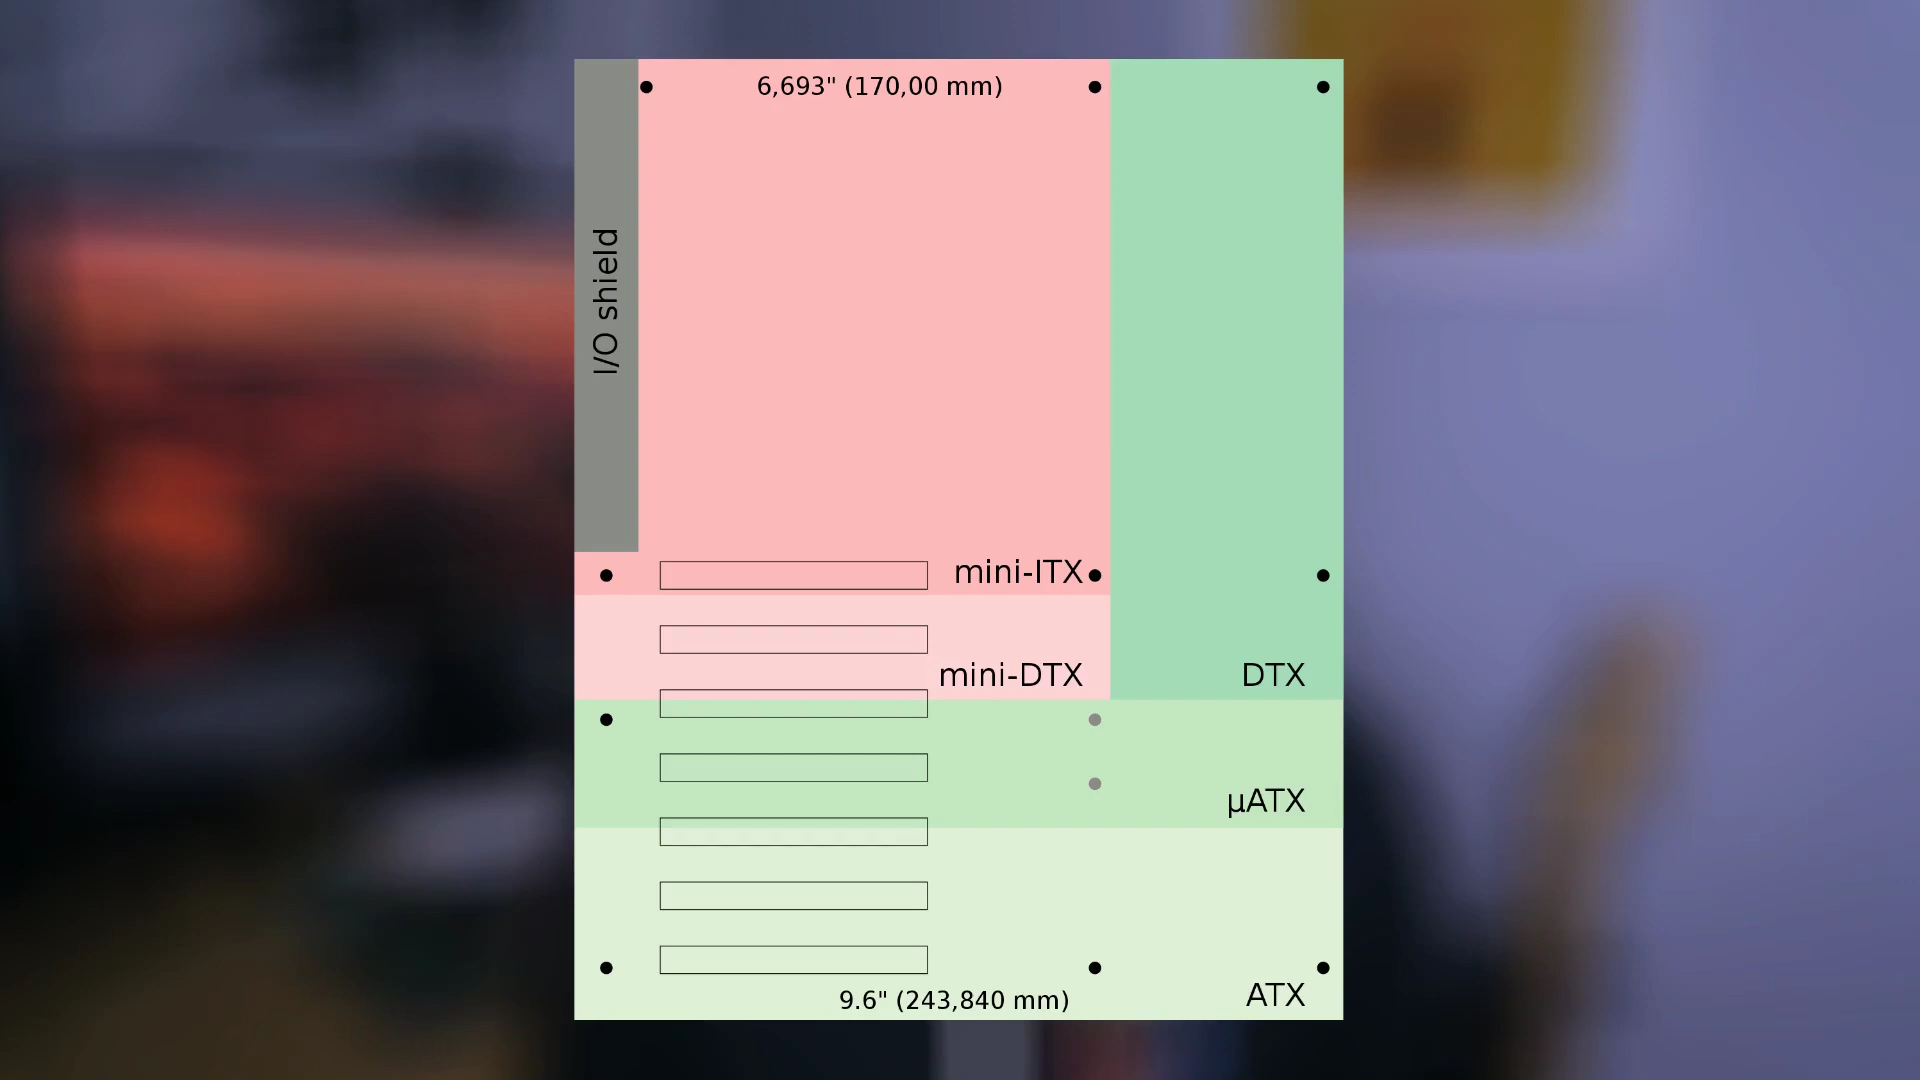 6,693" (170,00 mm)
I/O shield
mini-ITX
mini-DTX
DTX
µATX
ATX
9.6" (243,840 mm)